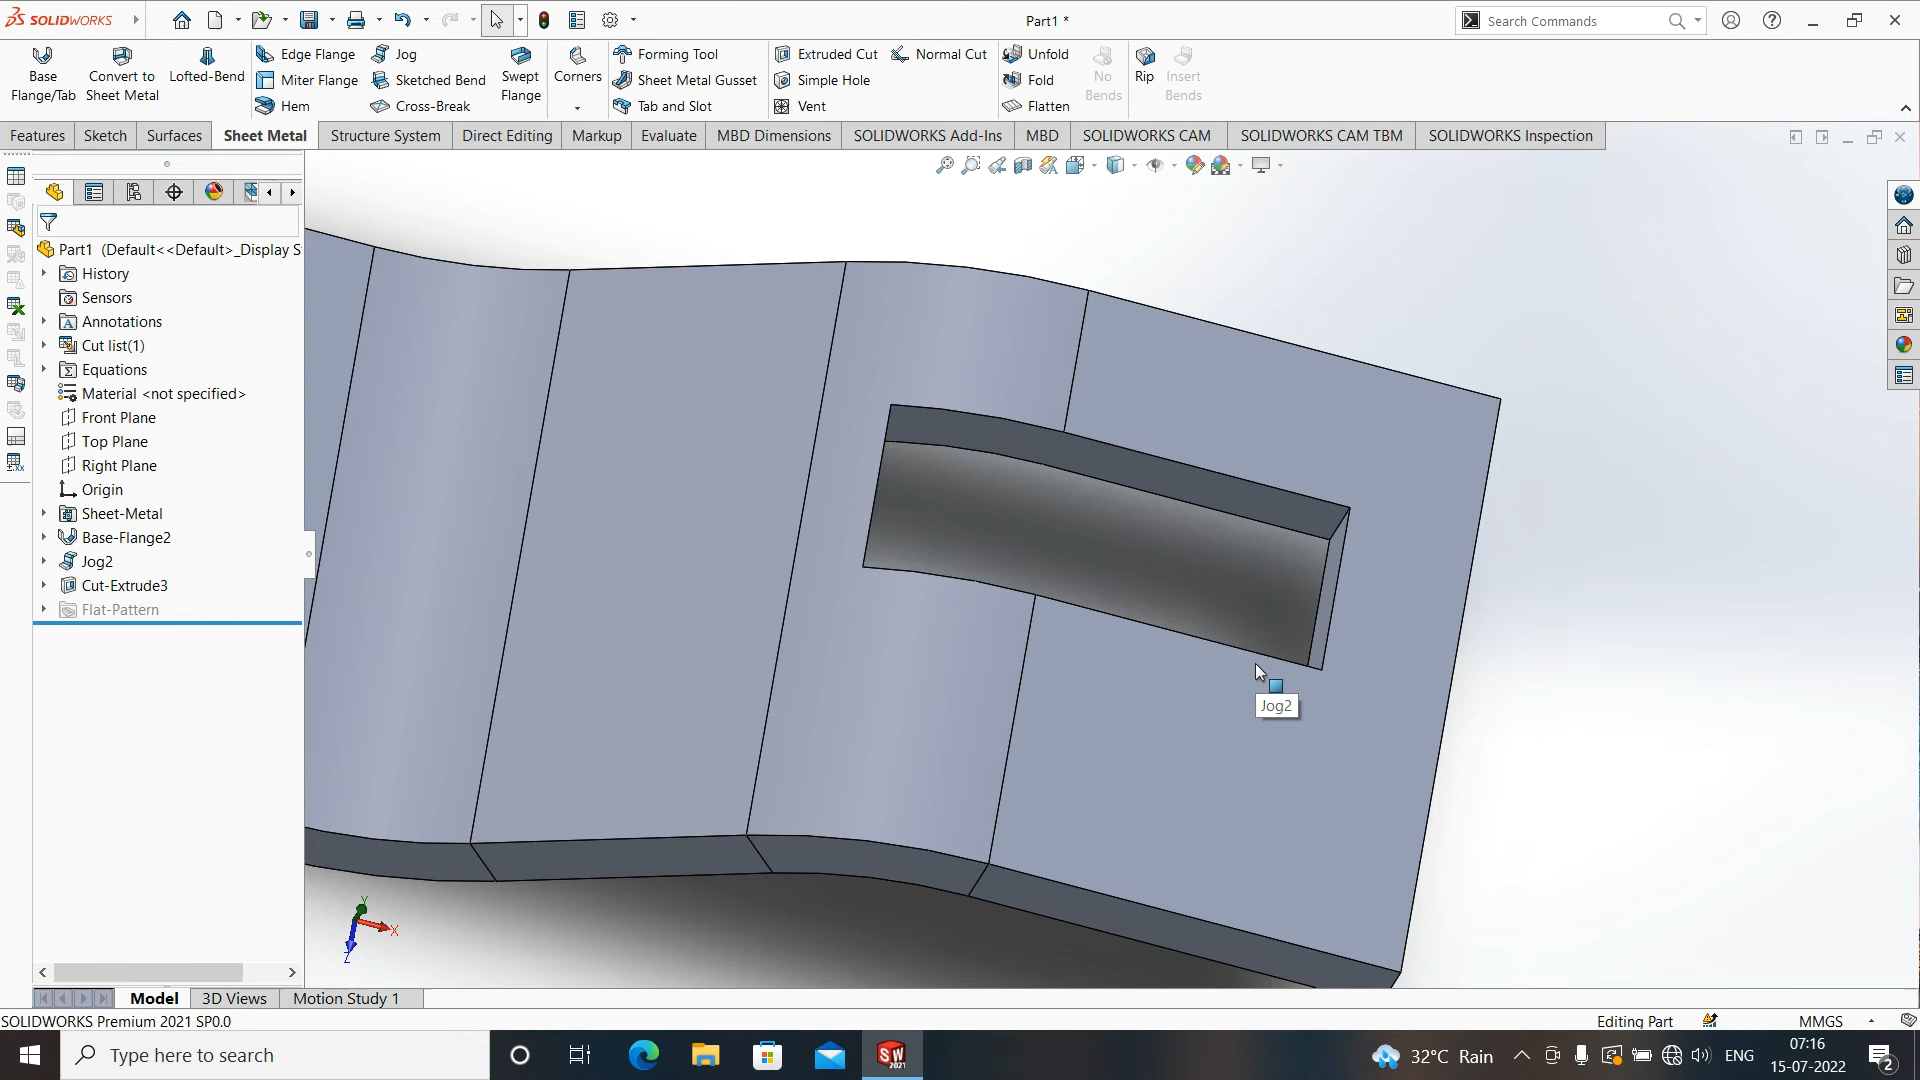 SOLIDWORKS
Part1 *
Search Commands
Base Flange/Tab
Convert to Sheet Metal
Lofted-Bend
Edge Flange
Miter Flange
Hem
Jog
Sketched Bend
Cross-Break
Swept Flange
Corners
Forming Tool
Sheet Metal Gusset
Tab and Slot
Extruded Cut
Simple Hole
Vent
Normal Cut
Unfold
Fold
Flatten
No Bends
Rip
Insert Bends
Features Sketch Surfaces Sheet Metal Structure System Direct Editing Markup Evaluate MBD Dimensions SOLIDWORKS Add-Ins MBD SOLIDWORKS CAM SOLIDWORKS CAM TBM SOLIDWORKS Inspection
Part1 (Default<<Default>_Display S
History
Sensors
Annotations
Cut list(1)
Equations
Material <not specified>
Front Plane
Top Plane
Right Plane
Origin
Sheet-Metal
Base-Flange2
Jog2
Cut-Extrude3
Flat-Pattern
Jog2
Y
X
Z
Model 3D Views Motion Study 1
SOLIDWORKS Premium 2021 SP0.0
Editing Part
MMGS
Type here to search
SW
2021
32°C Rain
ENG
07:16
15-07-2022
2